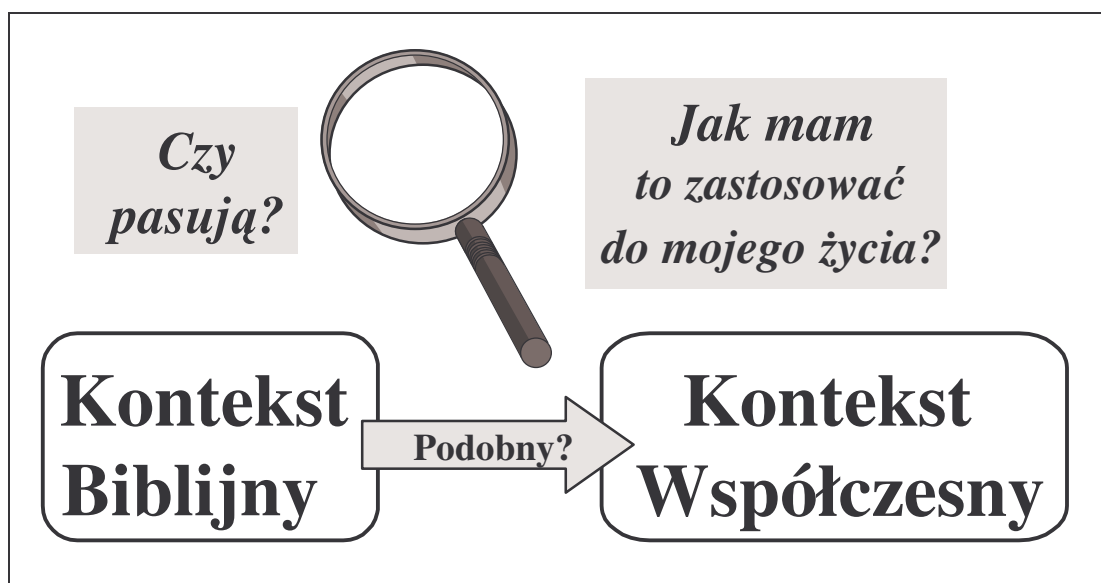 Czy
pasują?
Jak mam
to zastosować
do mojego życia?
Kontekst
Biblijny
Podobny?
Kontekst
Współczesny